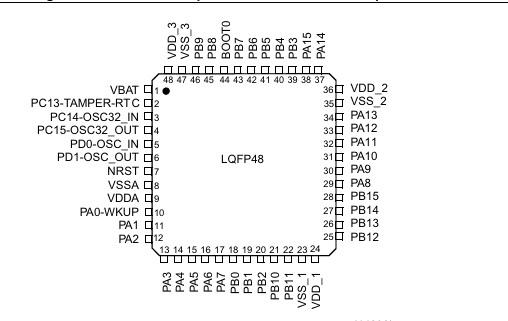 VDD_3
VSS_3
PB9
PB8
BOOT0
PB7
PB6
PB5
PB4
PB3
PA15
PA14
48 47 46 45 44 43 42 41 40 39 38 37
VBAT 1
PC13-TAMPER-RTC 2
PC14-OSC32_IN 3
PC15-OSC32_OUT 4
PD0-OSC_IN 5
PD1-OSC_OUT 6
NRST 7
VSSA 8
VDDA 9
PA0-WKUP 10
PA1 11
PA2 12
LQFP48
36 VDD_2
35 VSS_2
34 PA13
33 PA12
32 PA11
31 PA10
30 PA9
29 PA8
28 PB15
27 PB14
26 PB13
25 PB12
13 14 15 16 17 18 19 20 21 22 23 24
PA3
PA4
PA5
PA6
PA7
PB0
PB1
PB2
PB10
PB11
VSS_1
VDD_1